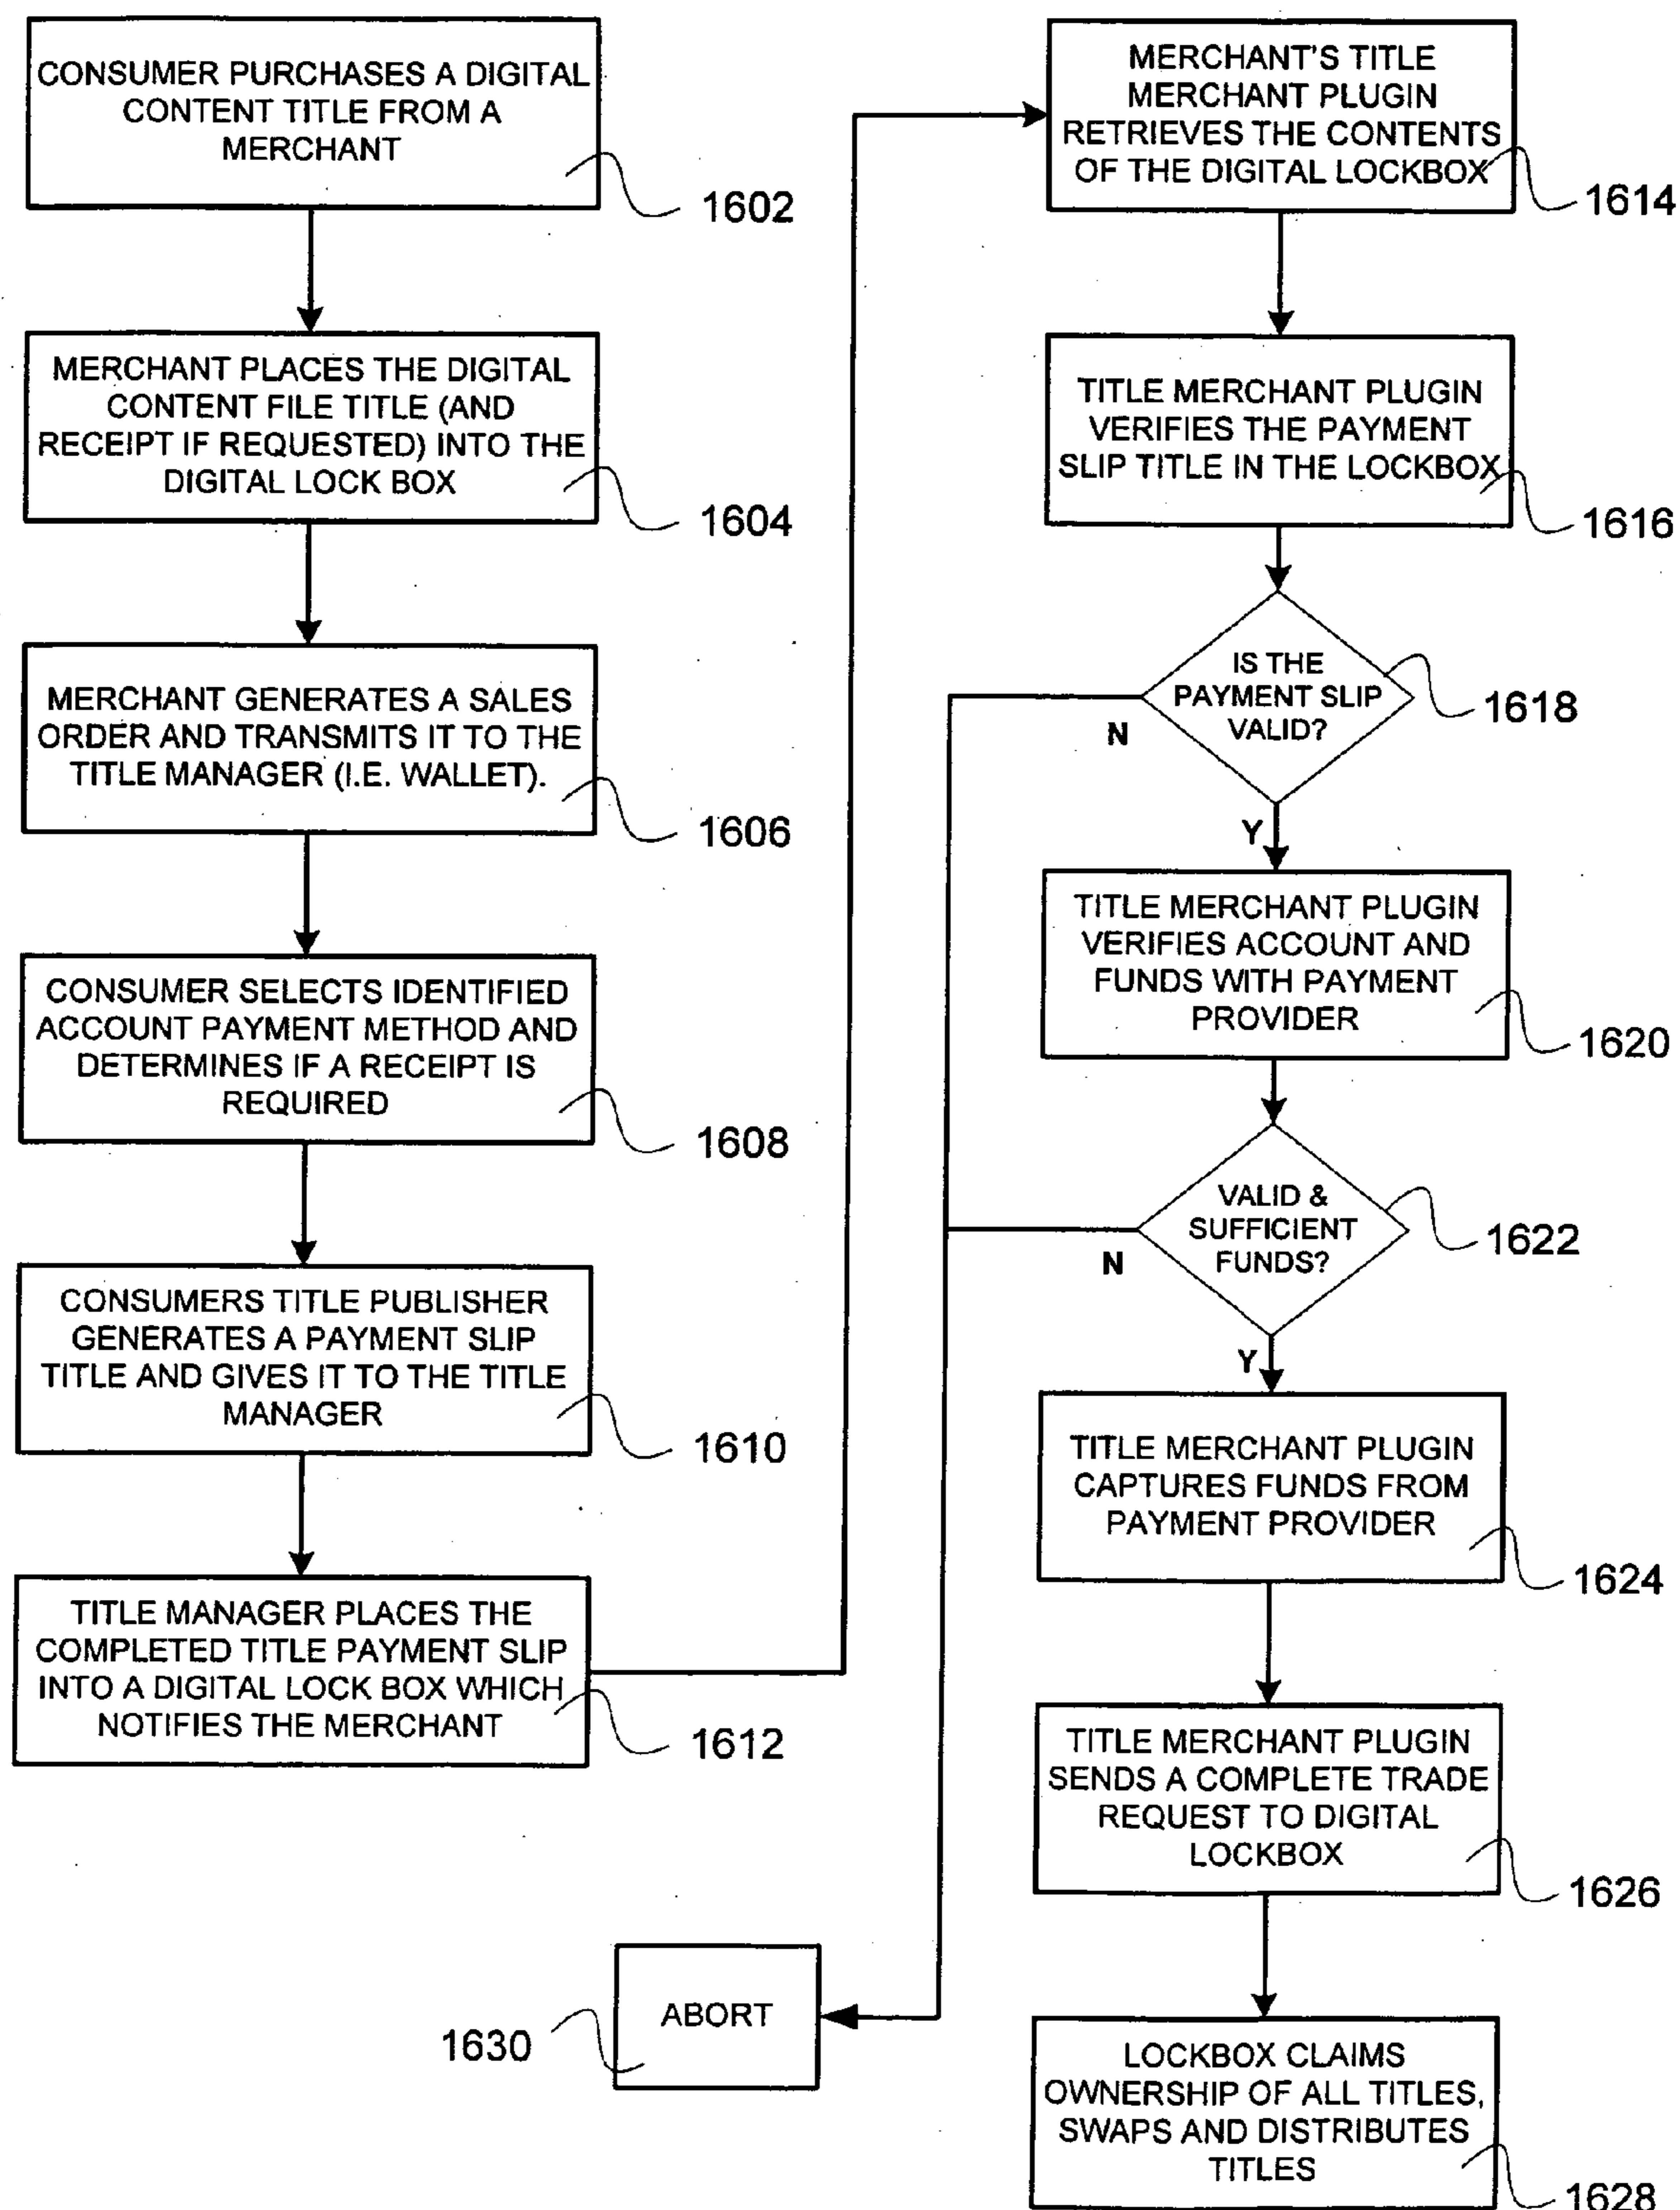 CONSUMER PURCHASES A DIGITAL
CONTENT TITLE FROM A
MERCHANT
1602
MERCHANT PLACES THE DIGITAL
CONTENT FILE TITLE (AND
RECEIPT IF REQUESTED) INTO THE
DIGITAL LOCK BOX
1604
MERCHANT GENERATES A SALES
ORDER AND TRANSMITS IT TO THE
TITLE MANAGER (I.E. WALLET).
1606
CONSUMER SELECTS IDENTIFIED
ACCOUNT PAYMENT METHOD AND
DETERMINES IF A RECEIPT IS
REQUIRED
1608
CONSUMERS TITLE PUBLISHER
GENERATES A PAYMENT SLIP
TITLE AND GIVES IT TO THE TITLE
MANAGER
1610
TITLE MANAGER PLACES THE
COMPLETED TITLE PAYMENT SLIP
INTO A DIGITAL LOCK BOX WHICH
NOTIFIES THE MERCHANT
1612
MERCHANT'S TITLE
MERCHANT PLUGIN
RETRIEVES THE CONTENTS
OF THE DIGITAL LOCKBOX
1614
TITLE MERCHANT PLUGIN
VERIFIES THE PAYMENT
SLIP TITLE IN THE LOCKBOX
1616
IS THE
PAYMENT SLIP
VALID?
1618
N
Y
TITLE MERCHANT PLUGIN
VERIFIES ACCOUNT AND
FUNDS WITH PAYMENT
PROVIDER
1620
VALID &
SUFFICIENT
FUNDS?
1622
N
Y
TITLE MERCHANT PLUGIN
CAPTURES FUNDS FROM
PAYMENT PROVIDER
1624
TITLE MERCHANT PLUGIN
SENDS A COMPLETE TRADE
REQUEST TO DIGITAL
LOCKBOX
1626
LOCKBOX CLAIMS
OWNERSHIP OF ALL TITLES,
SWAPS AND DISTRIBUTES
TITLES
1628
ABORT
1630